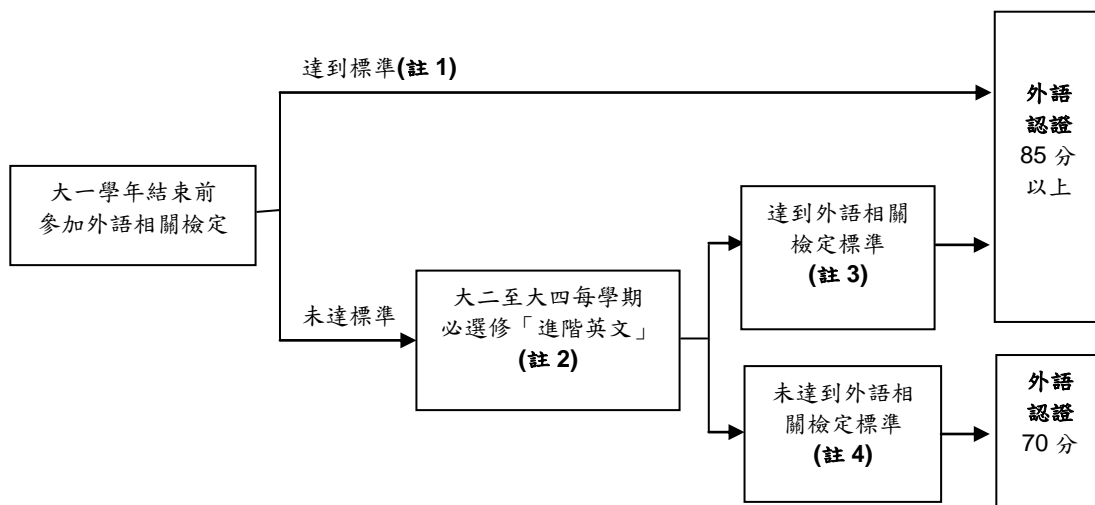 達到標準(註 1)
外語
認證
85 分
以上
大一學年結束前
參加外語相關檢定
達到外語相關
檢定標準
(註 3)
未達標準
大二至大四每學期
必選修「進階英文」
(註 2)
未達到外語相
關檢定標準
(註 4)
外語
認證
70 分